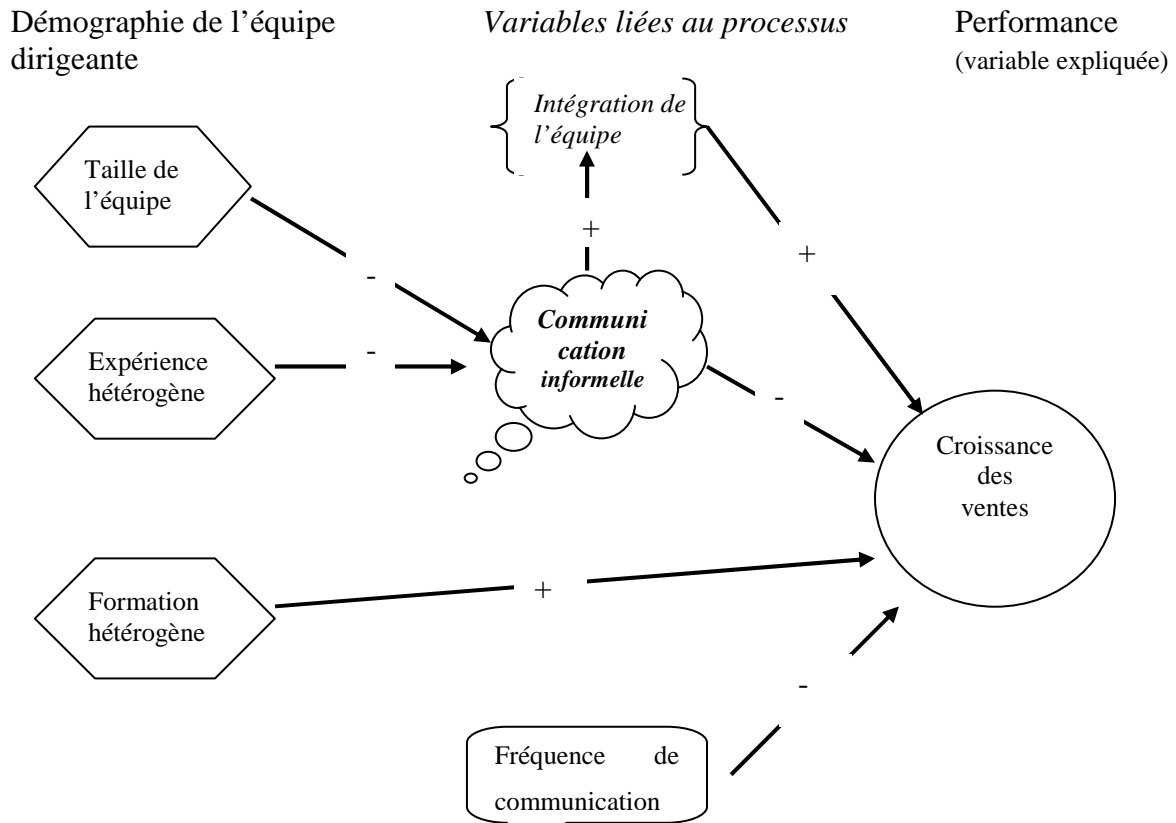 Démographie de l’équipe
dirigeante
Variables liées au processus
Performance
(variable expliquée)
Intégration de
l’équipe
Taille de
l’équipe
+
+
-
Communi
cation
informelle
Expérience
hétérogène
-
-
Croissance
des
ventes
Formation
hétérogène
+
-
Fréquence de
communication